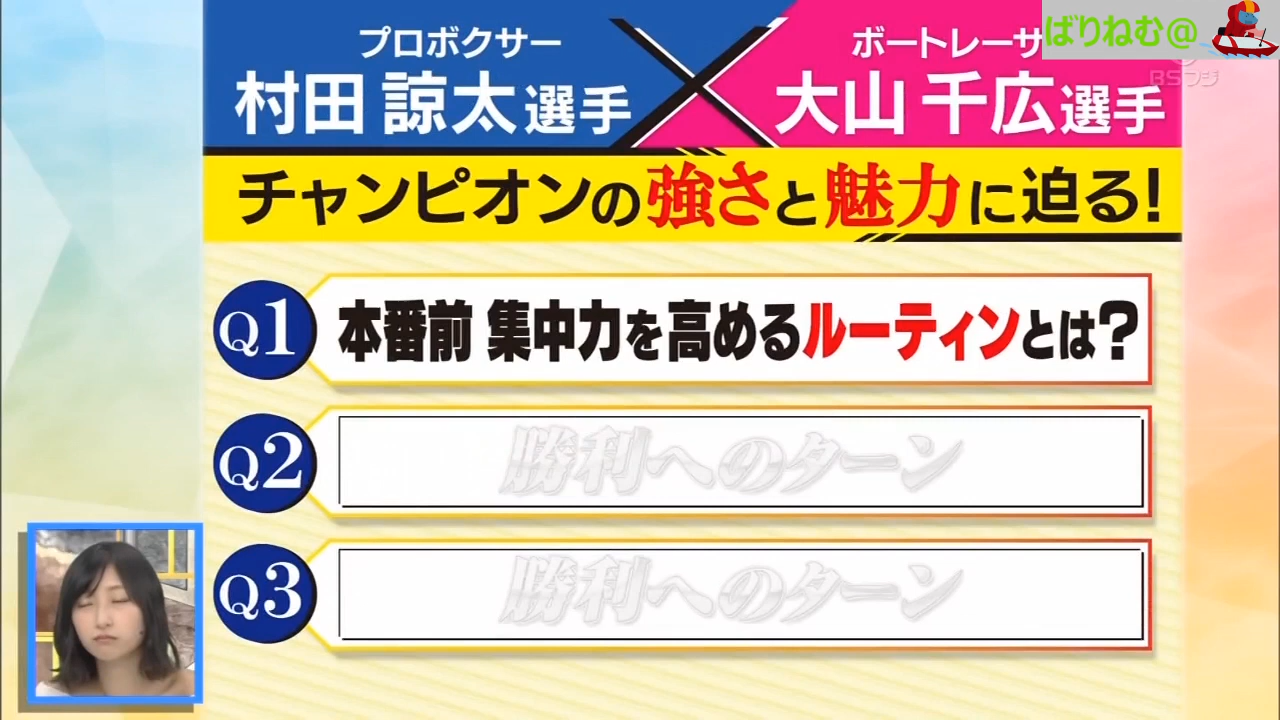 プロボクサー
村田 諒太選手
ボートレーサ
大山 千広選手
ばりねむ@
BSフジ
チャンピオンの強さと魅力に迫る!
Q1
本番前 集中力を高めるルーティンとは?
Q2
勝利へのターン
Q3
勝利へのターン